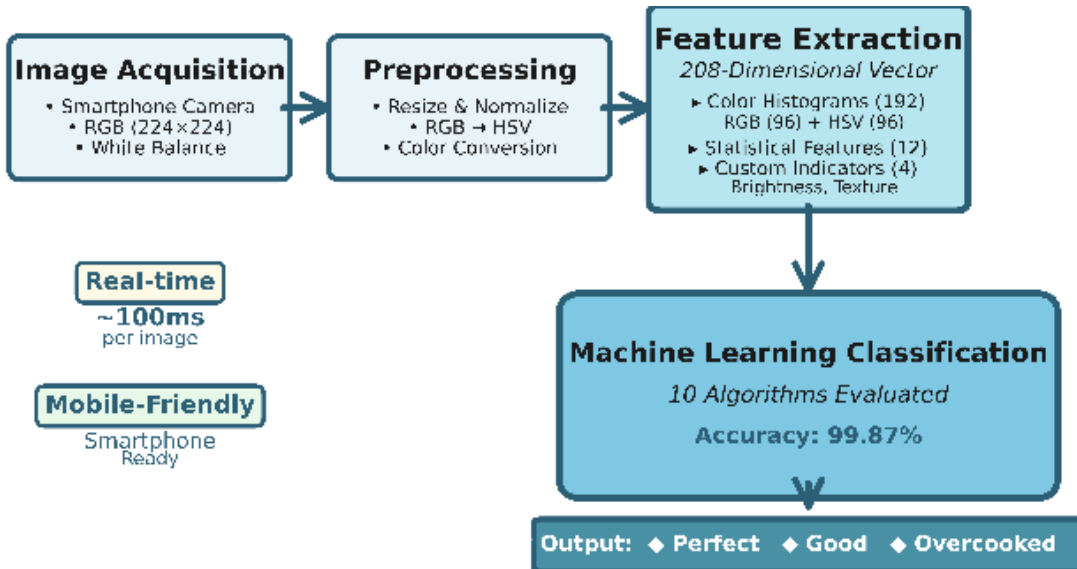 Image Acquisition
• Smartphone Camera
• RGB (224×224)
• White Balance
Preprocessing
• Resize & Normalize
• RGB → HSV
• Color Conversion
Feature Extraction
208-Dimensional Vector
▸ Color Histograms (192)
RGB (96) + HSV (96)
▸ Statistical Features (12)
▸ Custom Indicators (4)
Brightness, Texture
Real-time
~100ms
per image
Mobile-Friendly
Smartphone
Ready
Machine Learning Classification
10 Algorithms Evaluated
Accuracy: 99.87%
Output: ◆ Perfect ◆ Good ◆ Overcooked